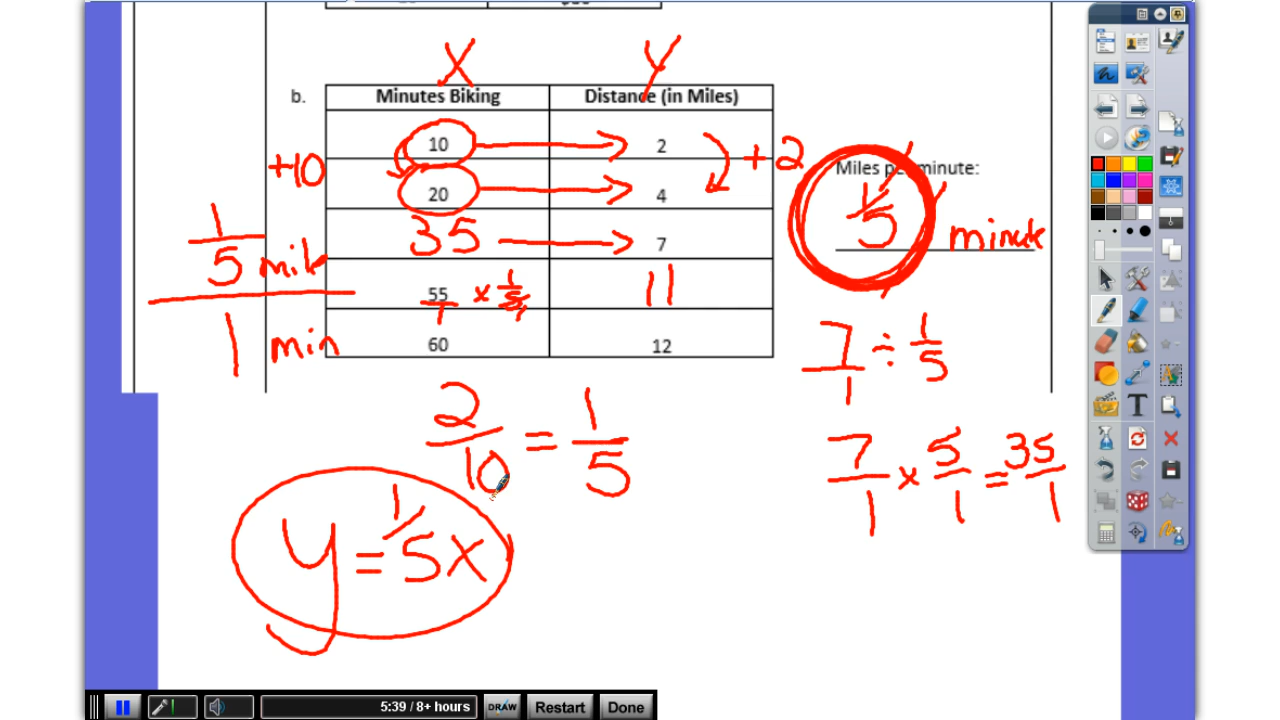 X Y
b. Minutes Biking Distance (in Miles)
10 2
+10 +2
Miles per minute:
20 4
1/5 minute
35 7
1/5 mile
55/1 × 1/5 11
1 min
60 12
7/1 ÷ 1/5
2/10 = 1/5
7/1 × 5/1 = 35/1
y = 1/5x
5:39 / 8+ hours DRAW Restart Done